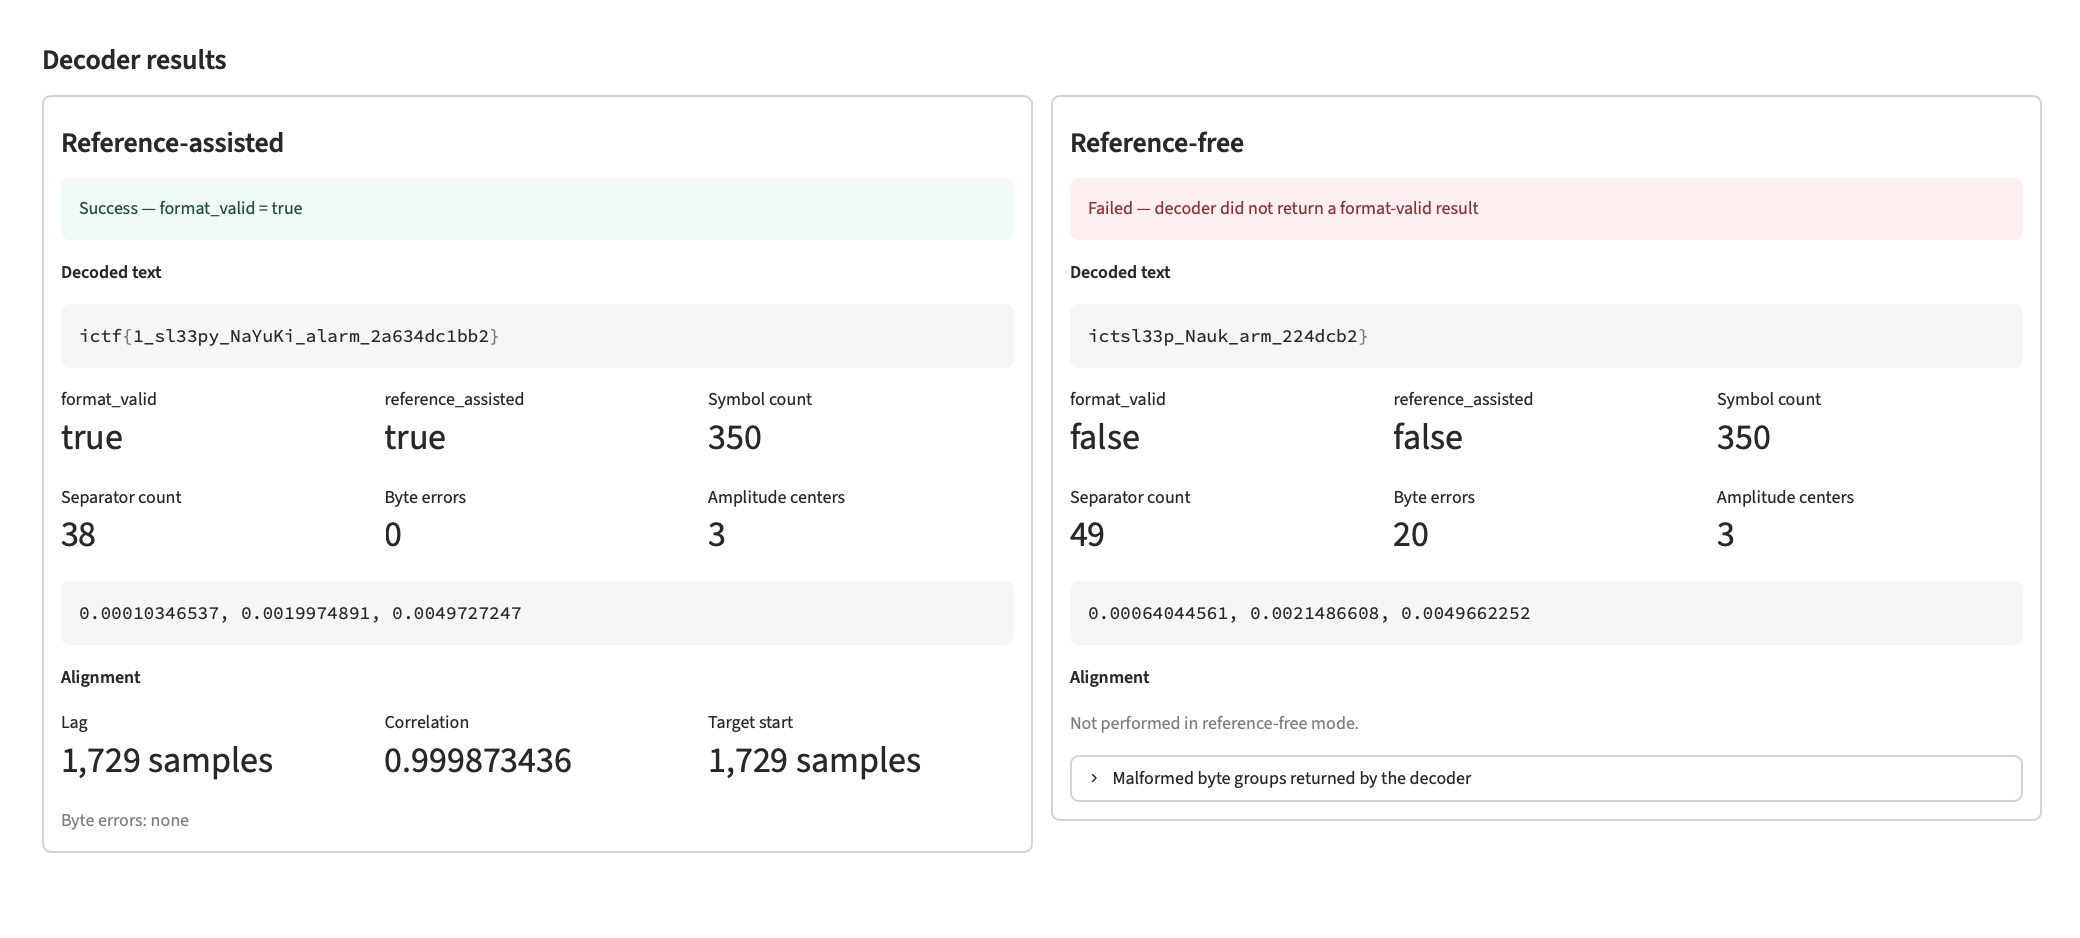 Decoder results
Reference-assisted
Success — format_valid = true
Decoded text
ictf{1_sl33py_NaYuKi_alarm_2a634dc1bb2}
format_valid
reference_assisted
Symbol count
true
true
350
Separator count
Byte errors
Amplitude centers
38
0
3
0.00010346537, 0.0019974891, 0.0049727247
Alignment
Lag
Correlation
Target start
1,729 samples
0.999873436
1,729 samples
Byte errors: none
Reference-free
Failed — decoder did not return a format-valid result
Decoded text
ictsl33p_Nauk_arm_224dcb2}
format_valid
reference_assisted
Symbol count
false
false
350
Separator count
Byte errors
Amplitude centers
49
20
3
0.00064044561, 0.0021486608, 0.0049662252
Alignment
Not performed in reference-free mode.
Malformed byte groups returned by the decoder